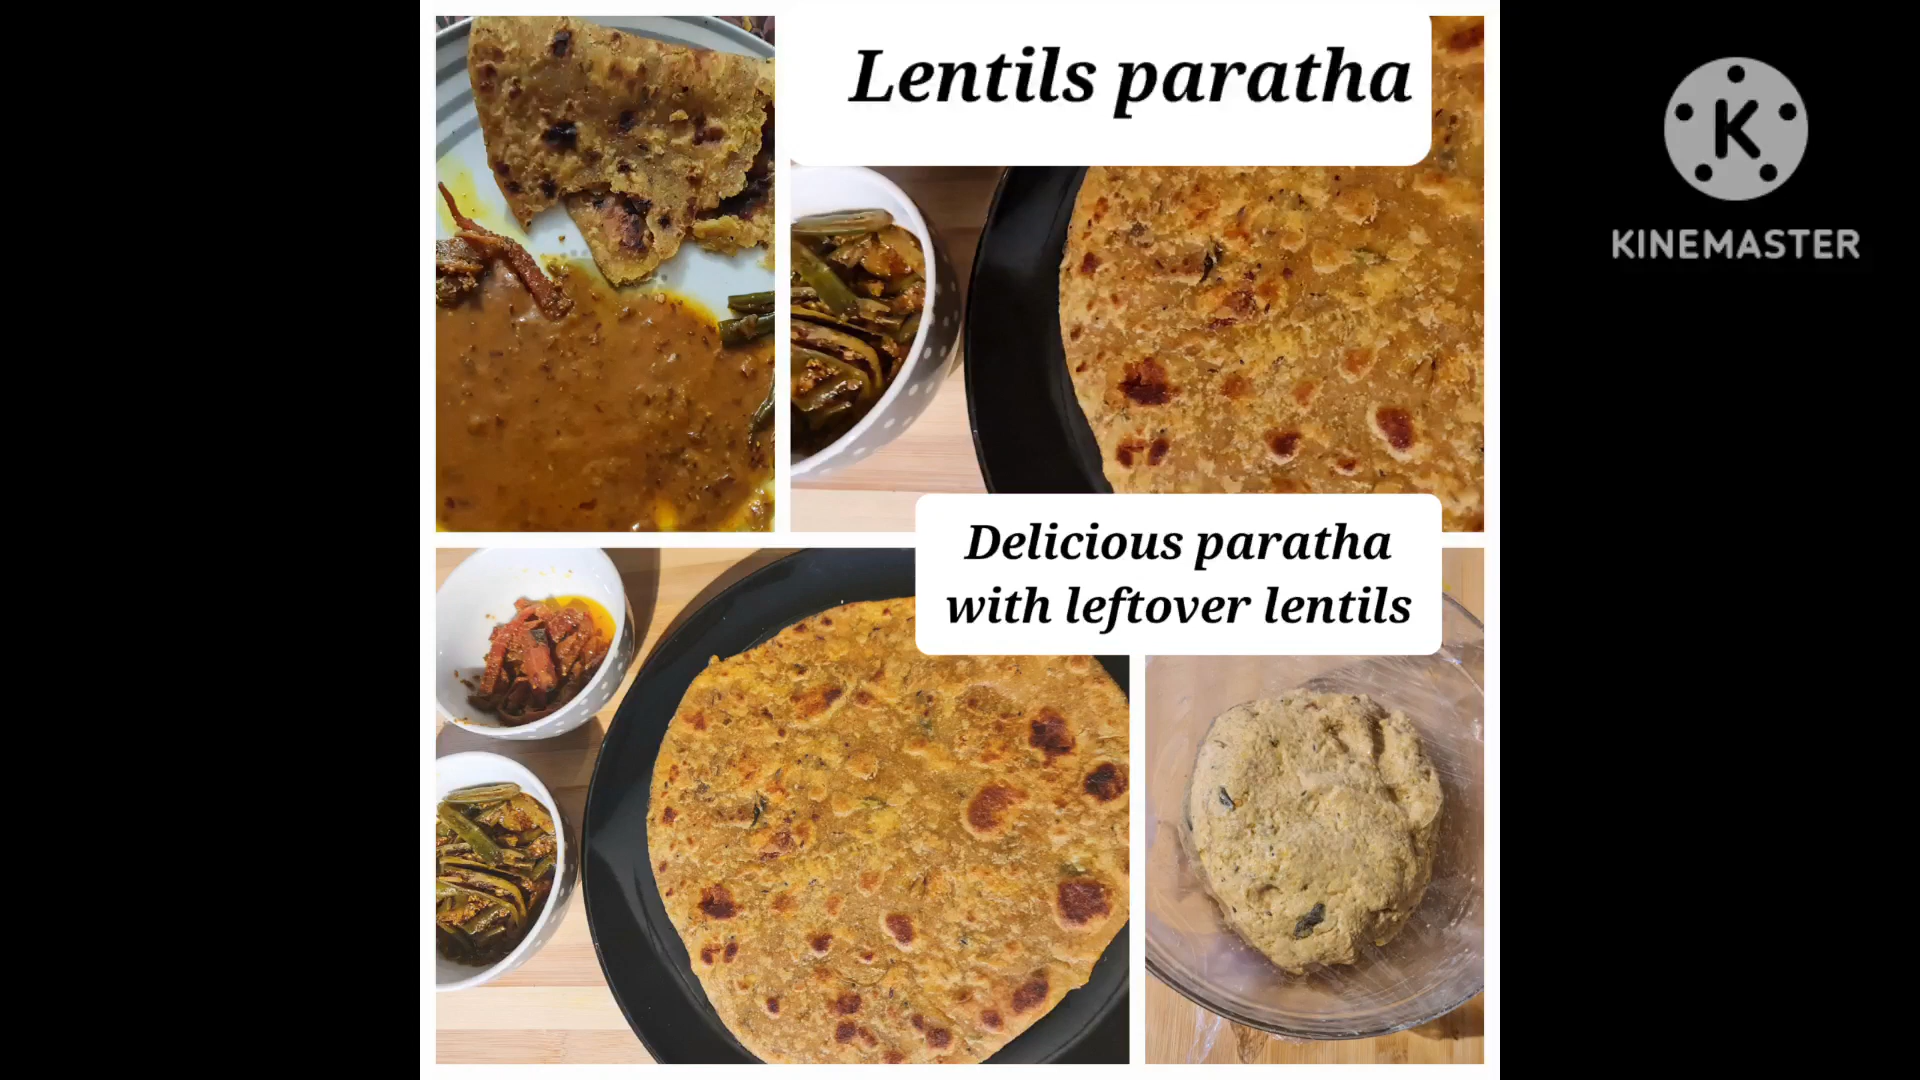 Lentils paratha
K
KINEMASTER
Delicious paratha
with leftover lentils